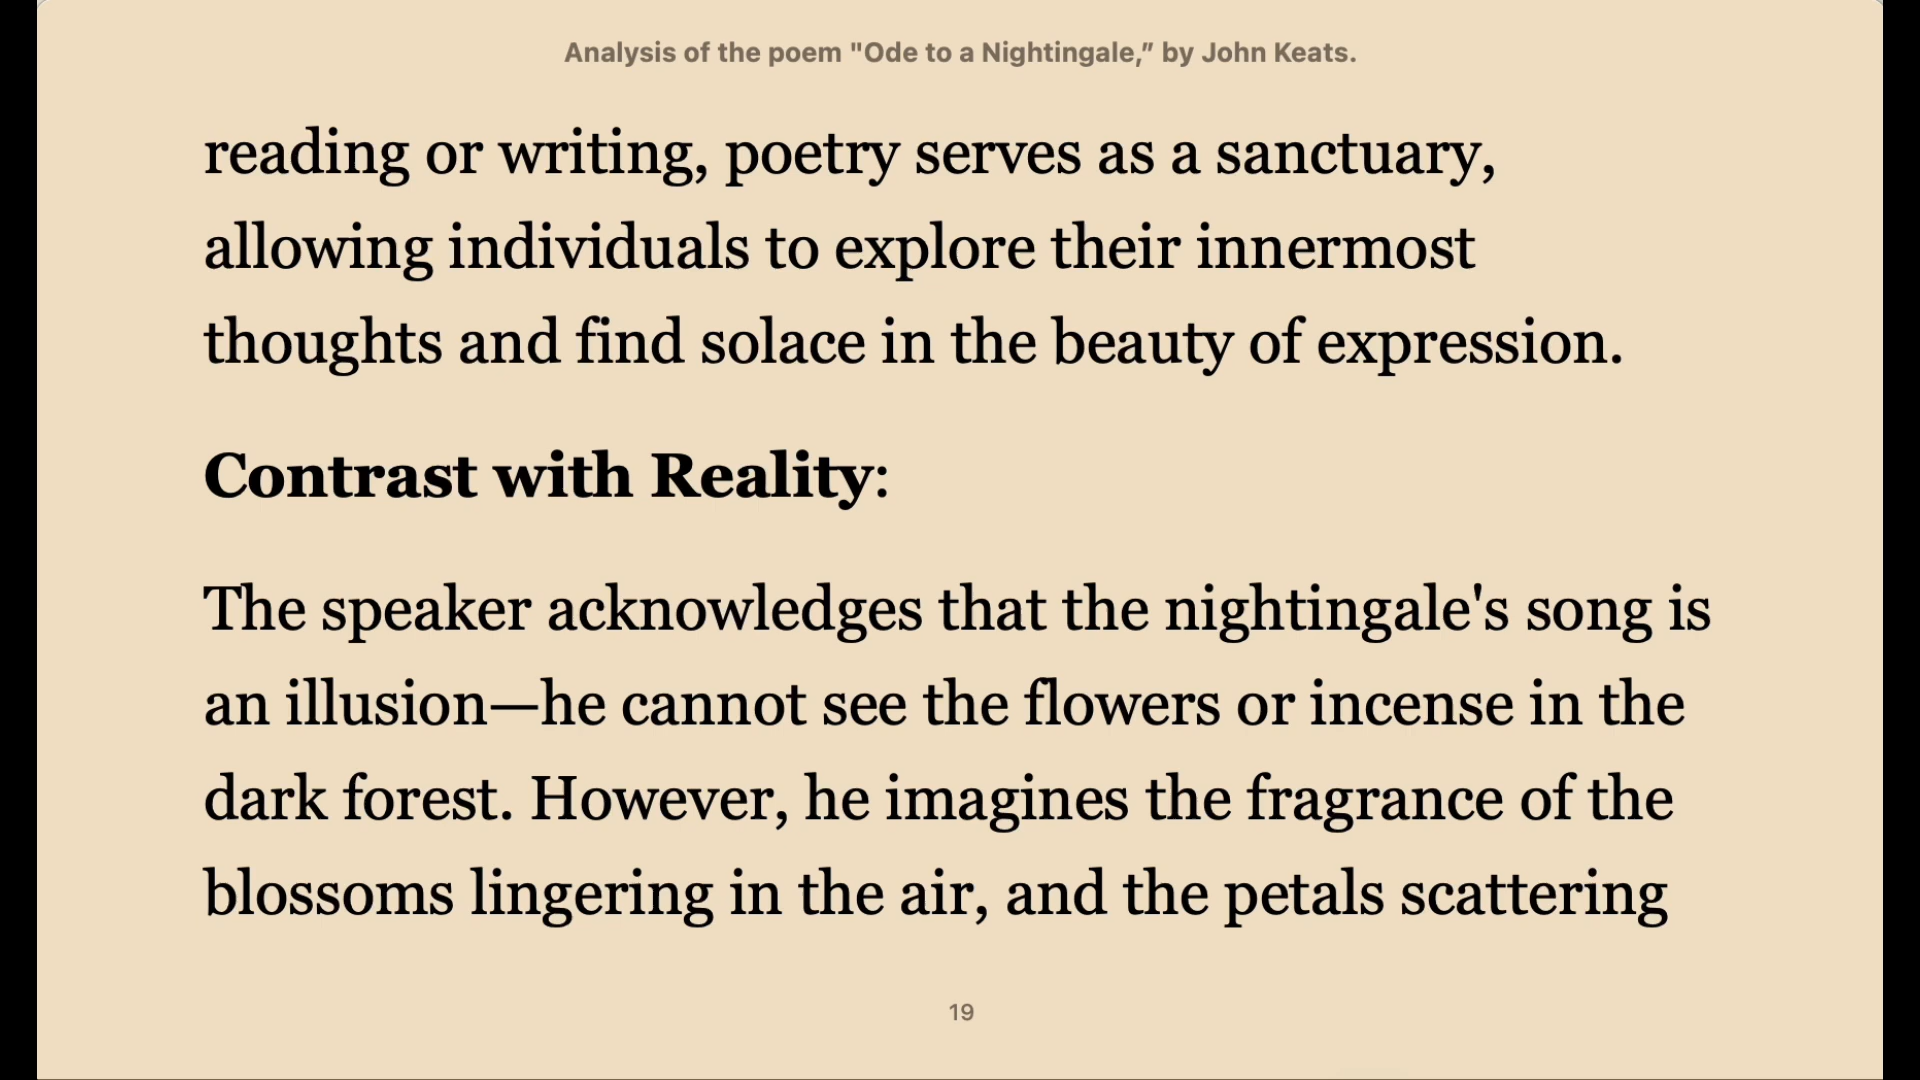 Analysis of the poem "Ode to a Nightingale,” by John Keats.
reading or writing, poetry serves as a sanctuary,
allowing individuals to explore their innermost
thoughts and find solace in the beauty of expression.
Contrast with Reality:
The speaker acknowledges that the nightingale's song is
an illusion—he cannot see the flowers or incense in the
dark forest. However, he imagines the fragrance of the
blossoms lingering in the air, and the petals scattering
19